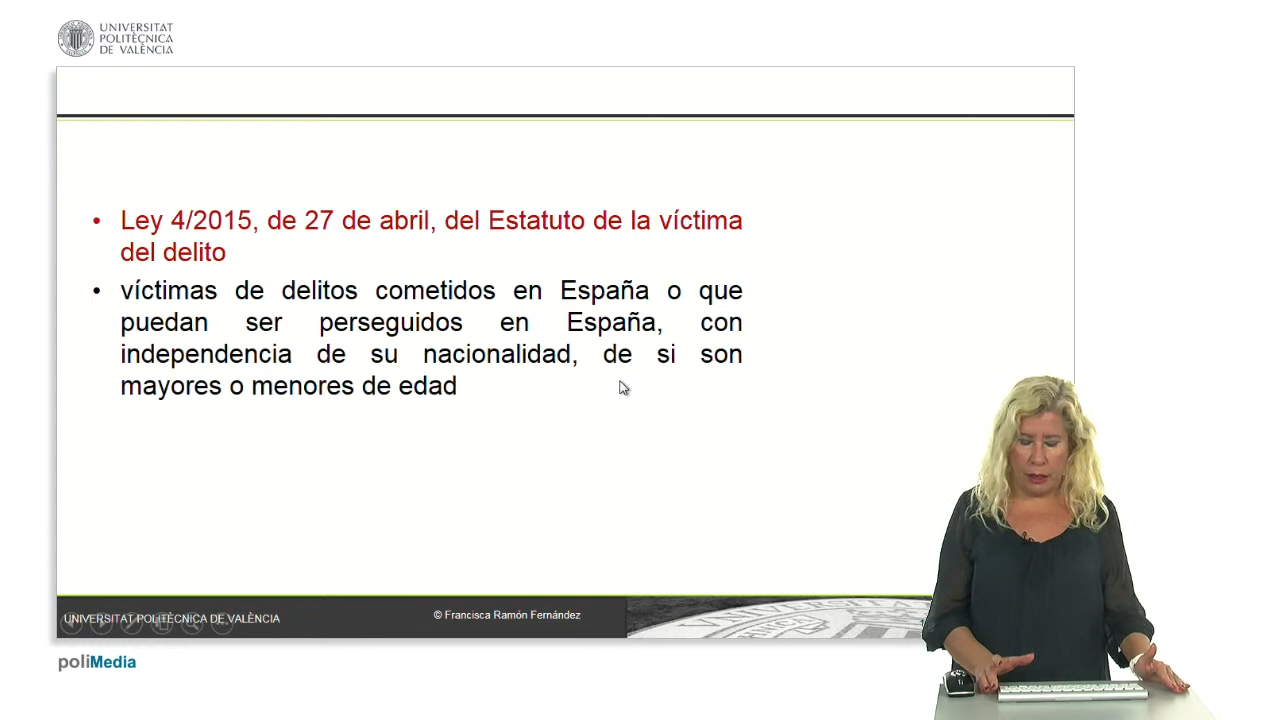 UNIVERSITAT
POLITÈCNICA
DE VALÈNCIA
• Ley 4/2015, de 27 de abril, del Estatuto de la víctima
del delito
• víctimas de delitos cometidos en España o que
puedan ser perseguidos en España, con
independencia de su nacionalidad, de si son
mayores o menores de edad
UNIVERSITAT POLITÈCNICA DE VALÈNCIA
© Francisca Ramón Fernández
poliMedia